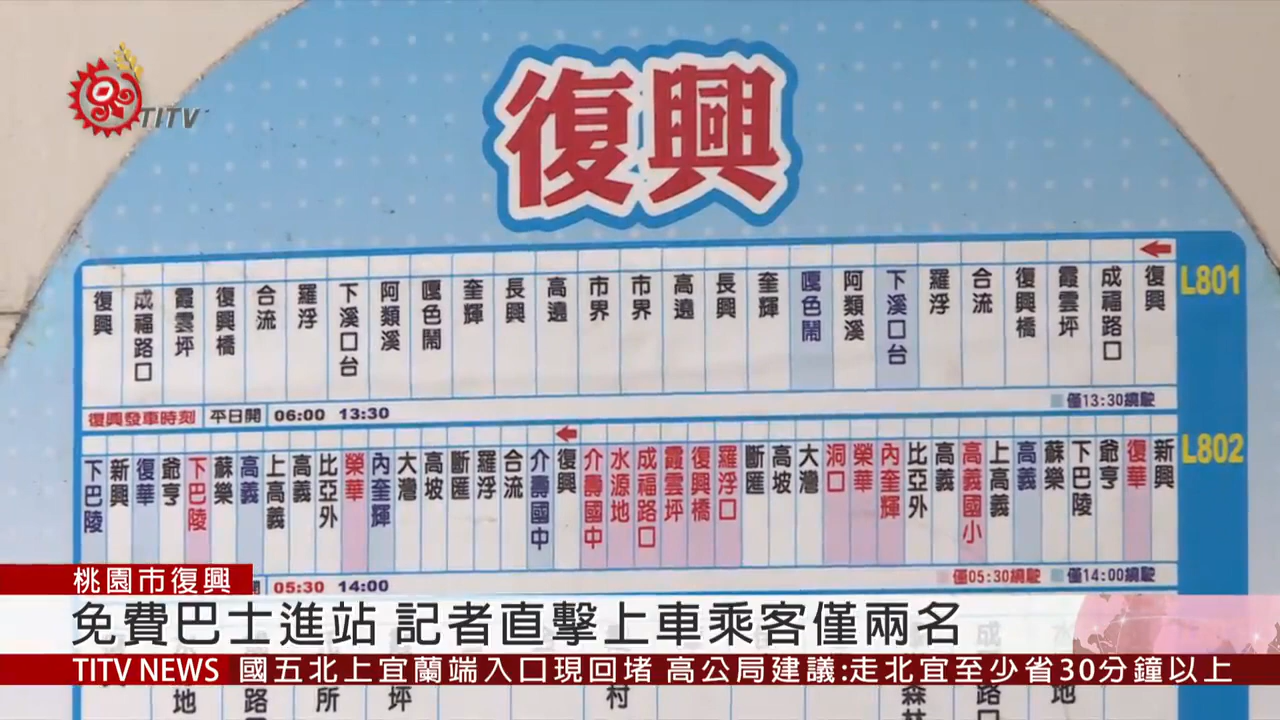 TITV
復興
L801
復興
成福路口
霞雲坪
復興橋
合流
羅浮
下溪口台
阿類溪
嘎色鬧
奎輝
長興
高遶
市界
市界
高遶
長興
奎輝
嘎色鬧
阿類溪
下溪口台
羅浮
合流
復興橋
霞雲坪
成福路口
復興
復興發車時刻 平日開 06:00 13:30 僅13:30繞駛
L802
新興
復華
爺亨
下巴陵
蘇樂
高義
上高義
高義國小
高義
比亞外
內奎輝
榮華
洞口
大灣
高坡
斷匯
羅浮口
復興橋
霞雲坪
成福路口
水源地
介壽國中
復興
介壽國中
合流
羅浮
斷匯
高坡
大灣
內奎輝
榮華
比亞外
高義
上高義
高義
蘇樂
下巴陵
爺亨
復華
新興
下巴陵
開 05:30 14:00 僅05:30繞駛 僅14:00繞駛
桃園市復興
免費巴士進站 記者直擊上車乘客僅兩名
TITV NEWS 國五北上宜蘭端入口現回堵 高公局建議:走北宜至少省30分鐘以上